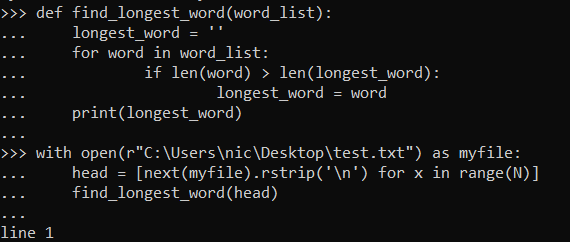 >>> def find_longest_word(word_list):
...     longest_word = ''
...     for word in word_list:
...             if len(word) > len(longest_word):
...                     longest_word = word
...     print(longest_word)
...
>>> with open(r"C:\Users\nic\Desktop\test.txt") as myfile:
...     head = [next(myfile).rstrip('\n') for x in range(N)]
...     find_longest_word(head)
...
line 1